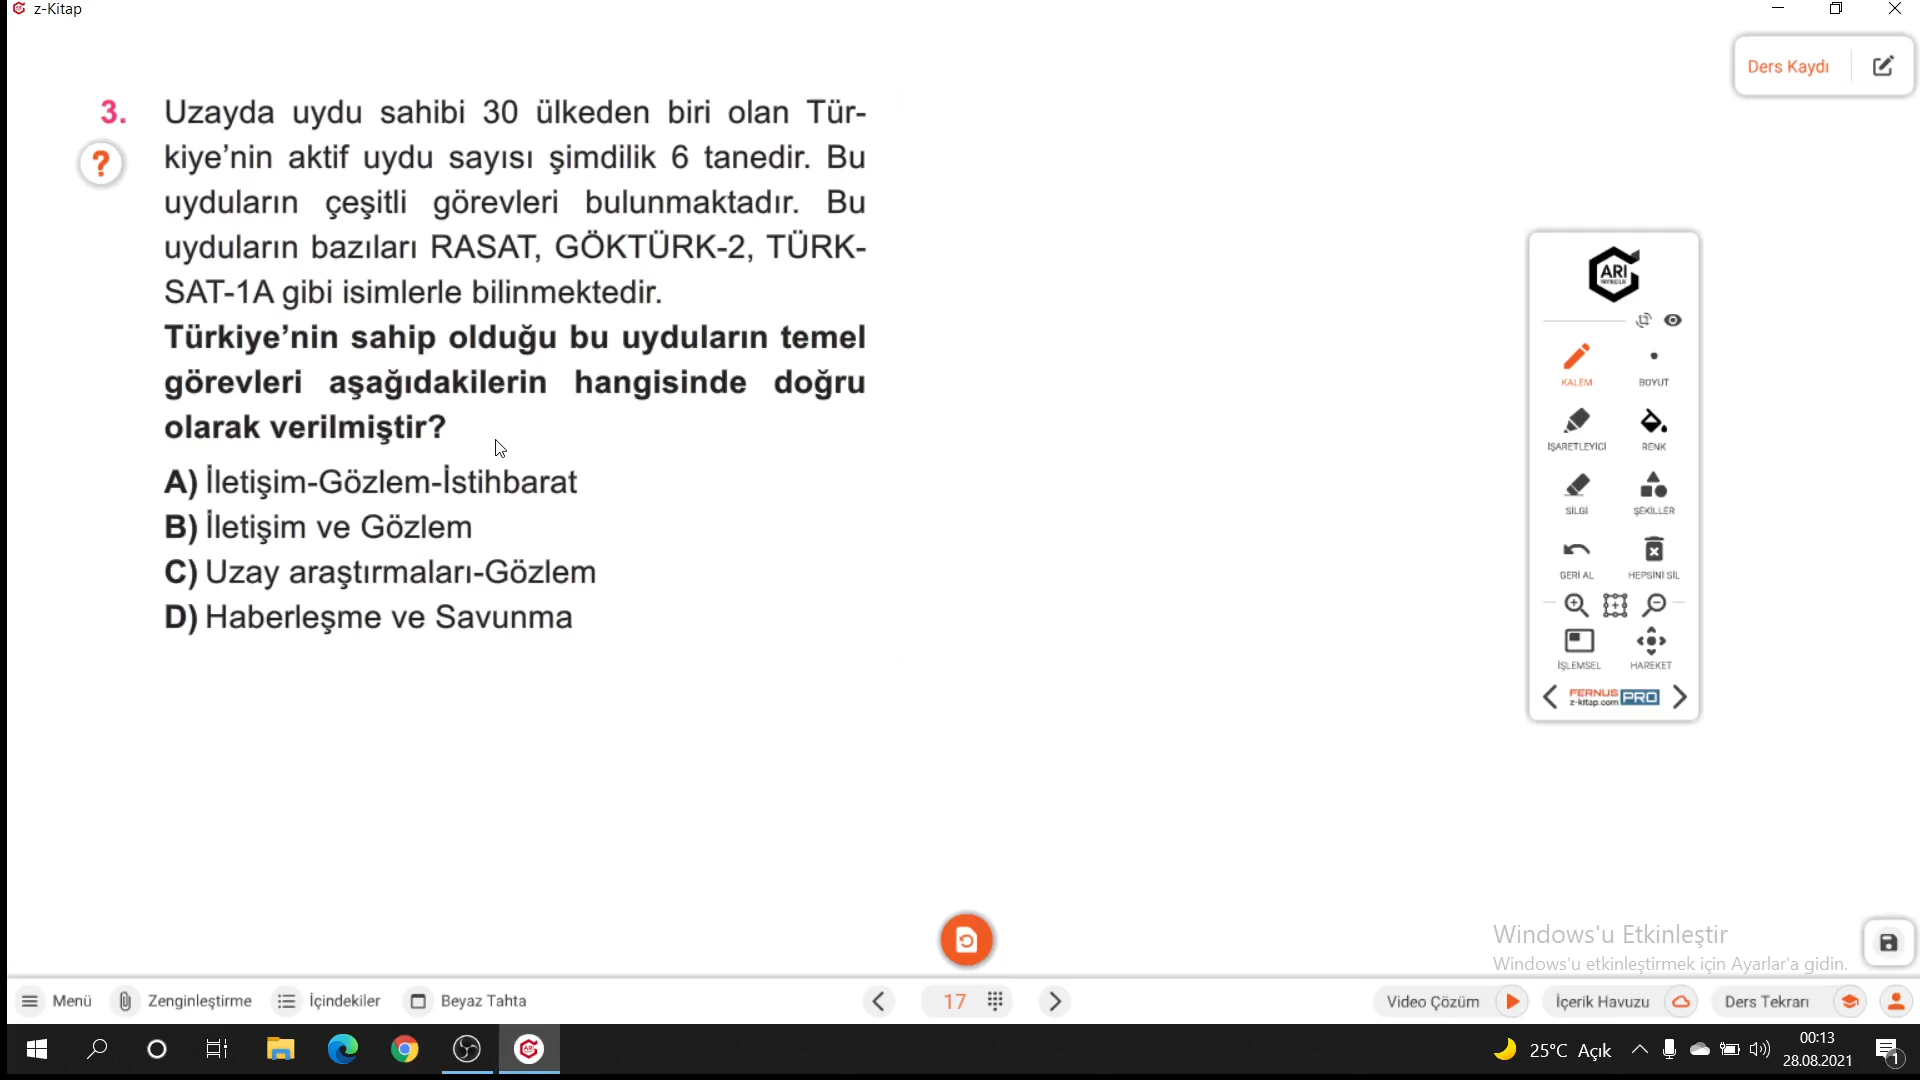 z-Kitap
Ders Kaydı
3. Uzayda uydu sahibi 30 ülkeden biri olan Tür-
kiye'nin aktif uydu sayısı şimdilik 6 tanedir. Bu
uyduların çeşitli görevleri bulunmaktadır. Bu
uyduların bazıları RASAT, GÖKTÜRK-2, TÜRK-
SAT-1A gibi isimlerle bilinmektedir.
Türkiye'nin sahip olduğu bu uyduların temel
görevleri aşağıdakilerin hangisinde doğru
olarak verilmiştir?
A) İletişim-Gözlem-İstihbarat
B) İletişim ve Gözlem
C) Uzay araştırmaları-Gözlem
D) Haberleşme ve Savunma
?
ARI
YAYINCILIK
KALEM BOYUT
İŞARETLEYİCİ RENK
SİLGİ ŞEKİLLER
GERİ AL HEPSİNİ SİL
İŞLEMSEL HAREKET
FERNUS
z-kitap.com PRO
Windows'u Etkinleştir
Windows'u etkinleştirmek için Ayarlar'a gidin.
Menü Zenginleştirme İçindekiler Beyaz Tahta 17 Video Çözüm İçerik Havuzu Ders Tekrarı
25°C Açık
00:13
28.08.2021
1